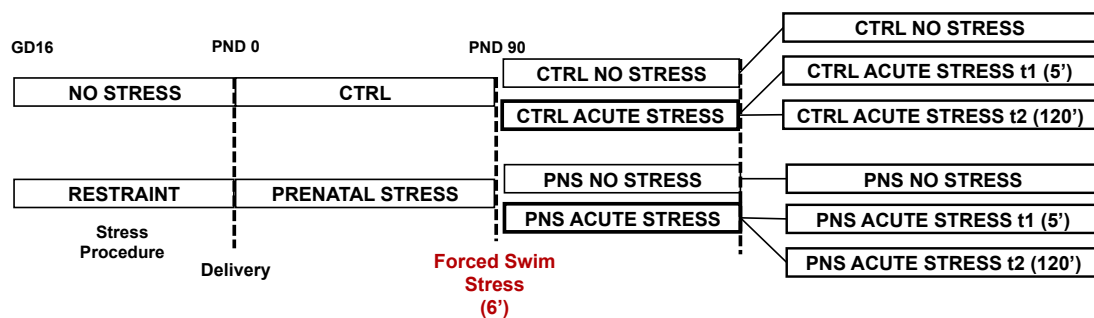 GD16
PND 0
PND 90
NO STRESS
CTRL
CTRL NO STRESS
CTRL ACUTE STRESS
CTRL NO STRESS
CTRL ACUTE STRESS t1 (5’)
CTRL ACUTE STRESS t2 (120’)
RESTRAINT
PRENATAL STRESS
PNS NO STRESS
PNS ACUTE STRESS
PNS NO STRESS
PNS ACUTE STRESS t1 (5’)
PNS ACUTE STRESS t2 (120’)
Stress
Procedure
Delivery
Forced Swim
Stress
(6’)